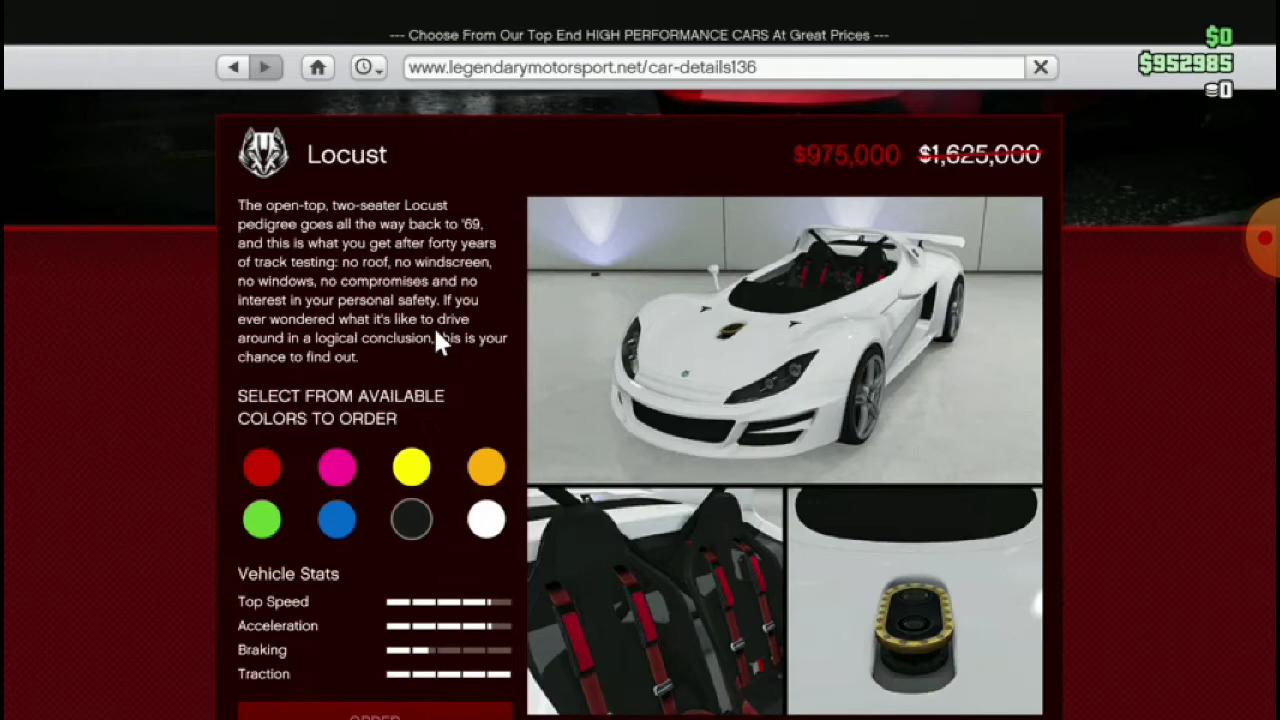 --- Choose From Our Top End HIGH PERFORMANCE CARS At Great Prices ---
$0
www.legendarymotorsport.net/car-details136
$952985
0
Locust
$975,000 $1,625,000
The open-top, two-seater Locust
pedigree goes all the way back to '69,
and this is what you get after forty years
of track testing: no roof, no windscreen,
no windows, no compromises and no
interest in your personal safety. If you
ever wondered what it's like to drive
around in a logical conclusion, this is your
chance to find out.
SELECT FROM AVAILABLE
COLORS TO ORDER
Vehicle Stats
Top Speed
Acceleration
Braking
Traction
ORDER